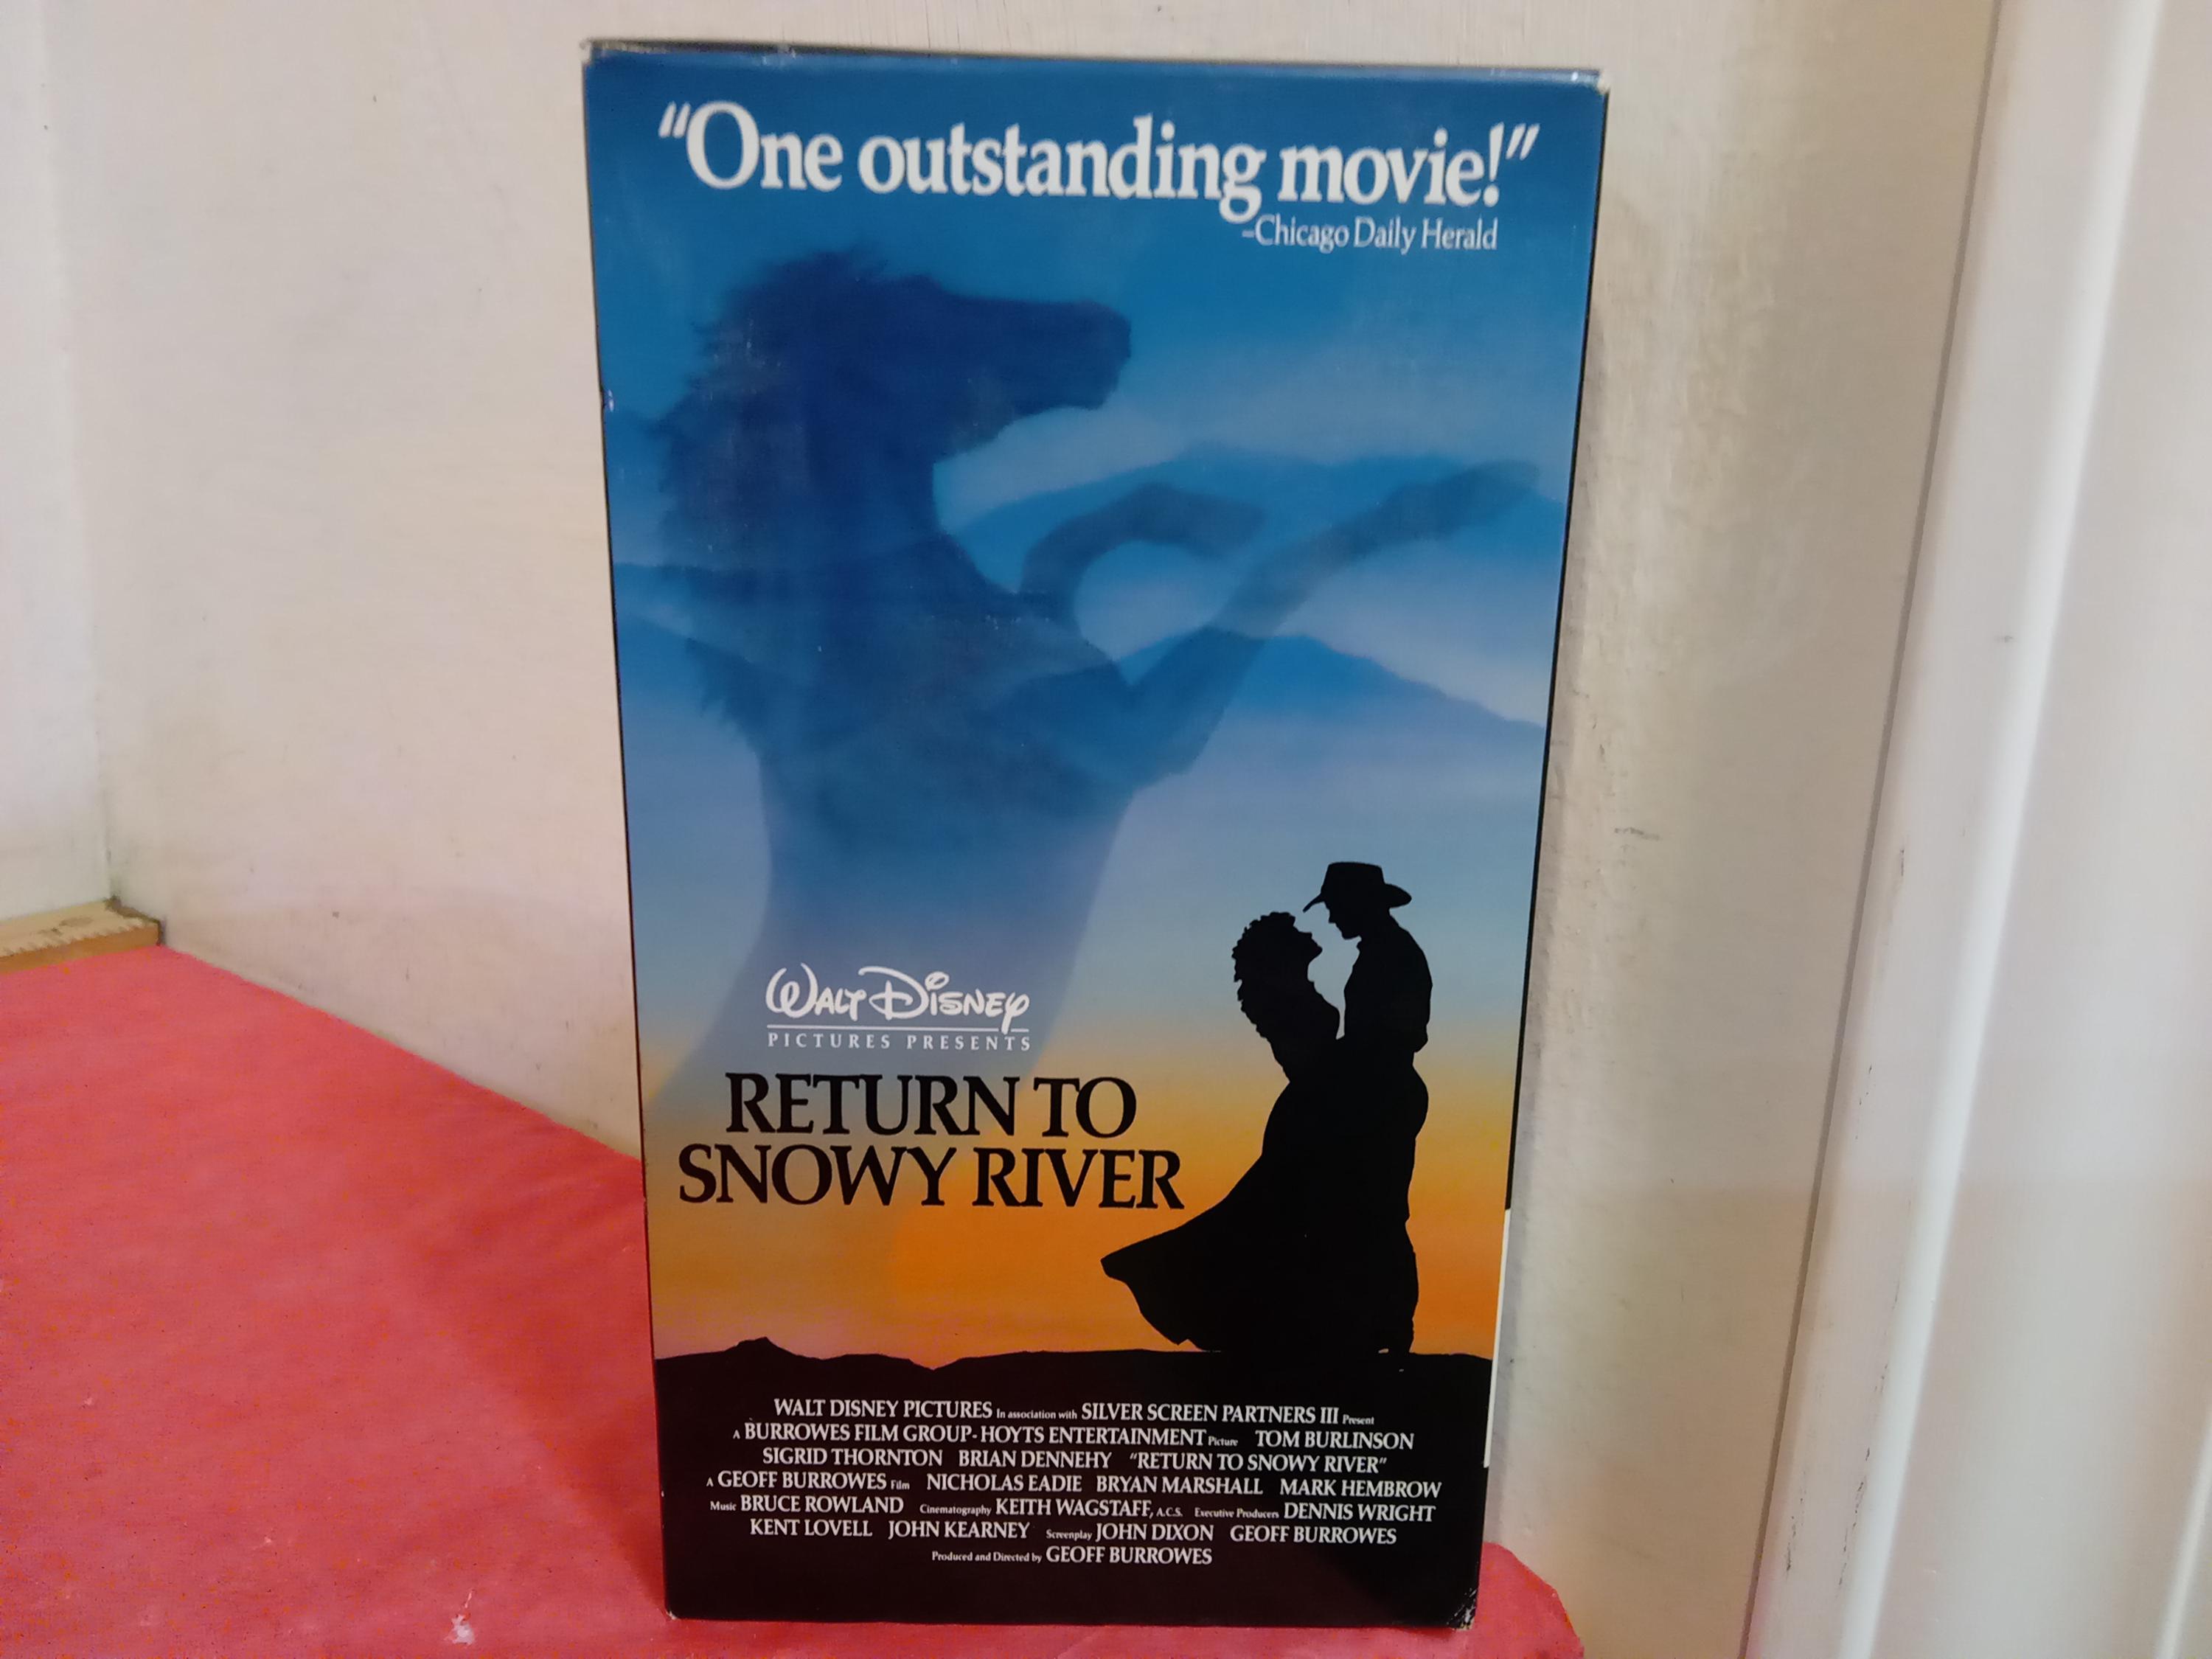 “One outstanding movie!”
–Chicago Daily Herald
WALT DISNEY
PICTURES PRESENTS
RETURN TO
SNOWY RIVER
WALT DISNEY PICTURES In association with SILVER SCREEN PARTNERS III Present
A BURROWES FILM GROUP-HOYTS ENTERTAINMENT Picture TOM BURLINSON
SIGRID THORNTON BRIAN DENNEHY “RETURN TO SNOWY RIVER”
A GEOFF BURROWES Film NICHOLAS EADIE BRYAN MARSHALL MARK HEMBROW
Music BRUCE ROWLAND Cinematography KEITH WAGSTAFF, A.C.S. Executive Producers DENNIS WRIGHT
KENT LOVELL JOHN KEARNEY Screenplay JOHN DIXON GEOFF BURROWES
Produced and Directed by GEOFF BURROWES